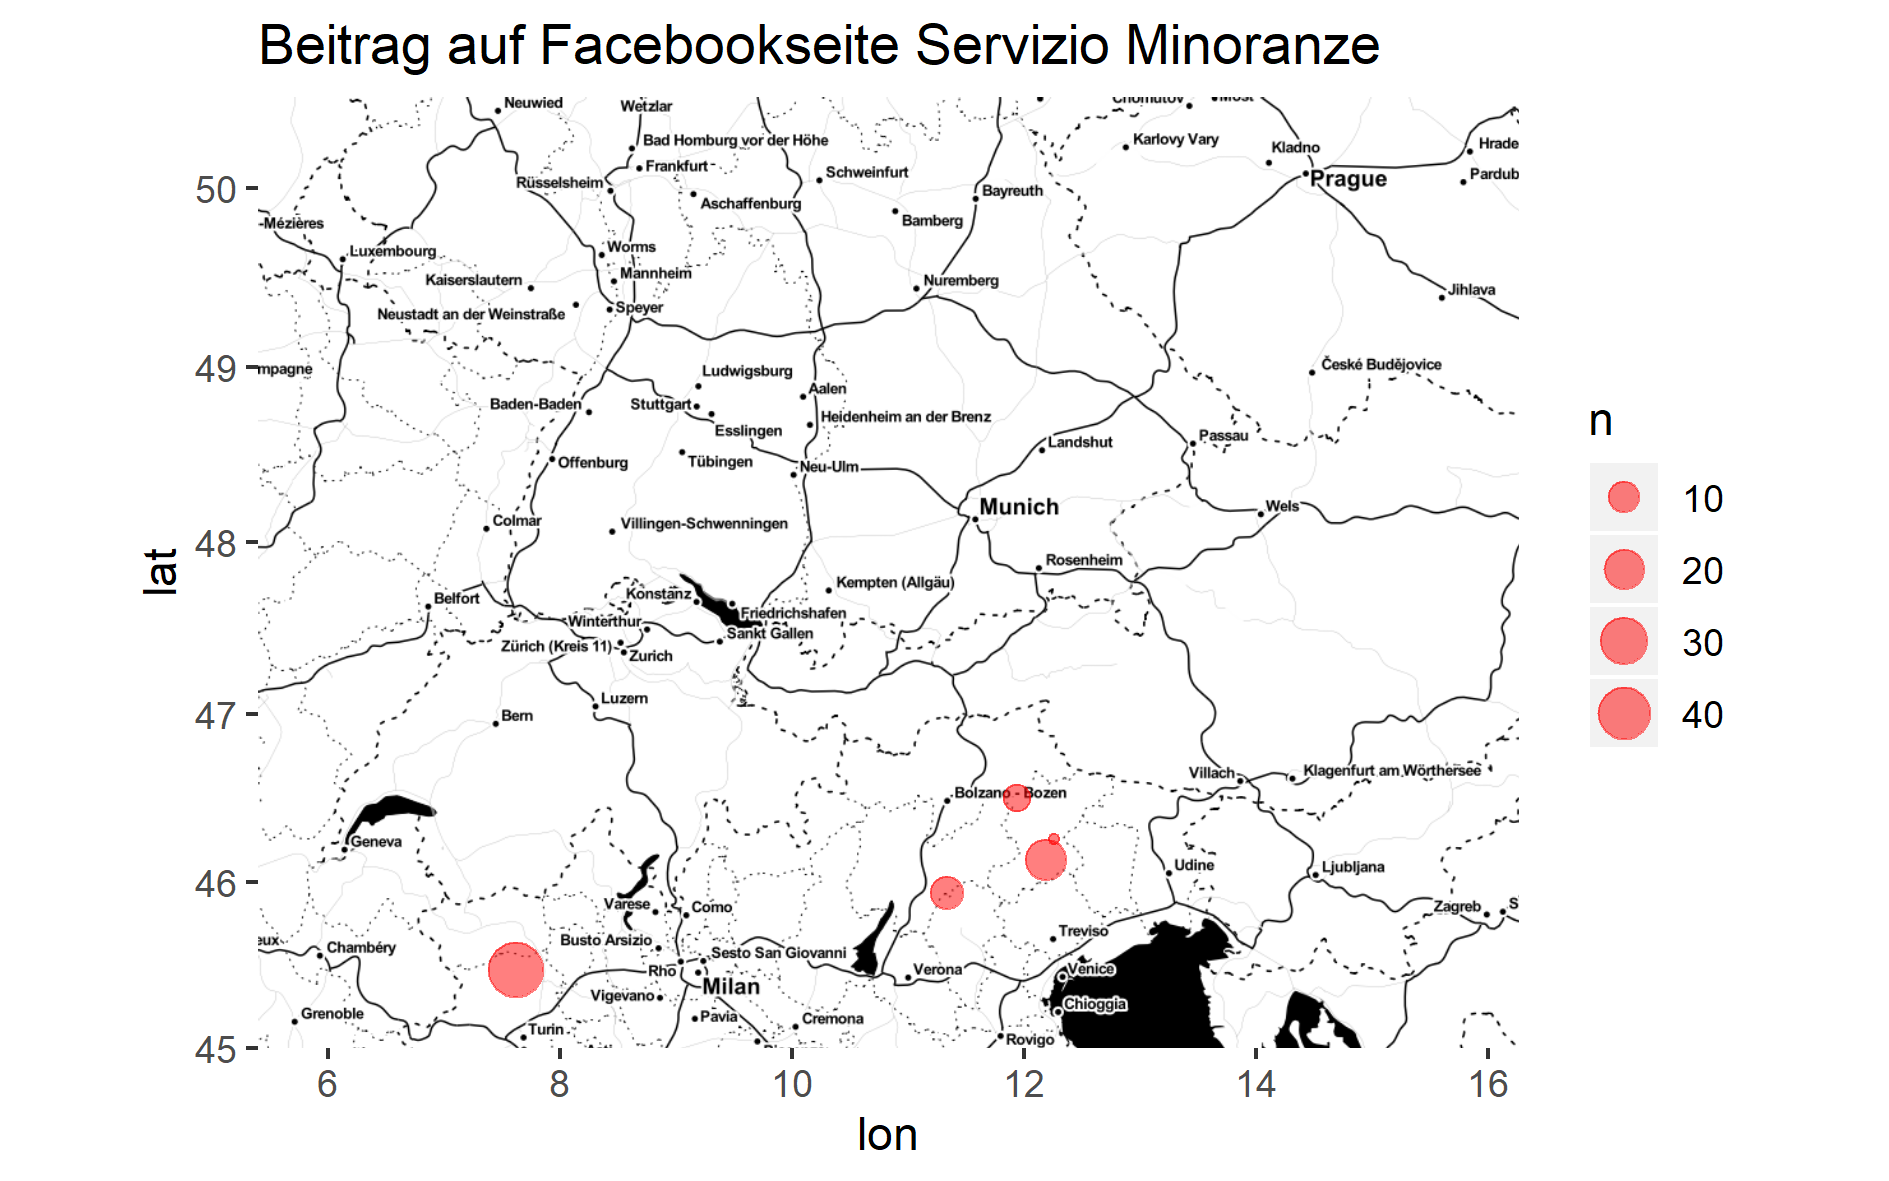 Beitrag auf Facebookseite Servizio Minoranze
Neuwied
Wetzlar
Chomutov
Most
Bad Homburg vor der Höhe
Karlovy Vary
Kladno
Hrade
Frankfurt
Schweinfurt
Prague
Pardub
Rüsselsheim
Aschaffenburg
Bayreuth
Bamberg
-Mézières
Luxembourg
Worms
Kaiserslautern
Mannheim
Nuremberg
Jihlava
Neustadt an der Weinstraße
Speyer
mpagne
Ludwigsburg
České Budějovice
Baden-Baden
Stuttgart
Aalen
Heidenheim an der Brenz
Esslingen
Landshut
Passau
Offenburg
Tübingen
Neu-Ulm
Munich
Wels
Colmar
Villingen-Schwenningen
Rosenheim
Belfort
Konstanz
Kempten (Allgäu)
Friedrichshafen
Winterthur
Sankt Gallen
Zürich (Kreis 11)
Zurich
Luzern
Bern
Villach
Klagenfurt am Wörthersee
Bolzano - Bozen
Geneva
Udine
Ljubljana
Varese
Como
Zagreb
S
eux
Chambéry
Busto Arsizio
Sesto San Giovanni
Treviso
Rho
Milan
Verona
Venice
Vigevano
Chioggia
Grenoble
Turin
Pavia
Cremona
Rovigo
50
49
48
47
46
45
lat
6 8 10 12 14 16
lon
n
10
20
30
40